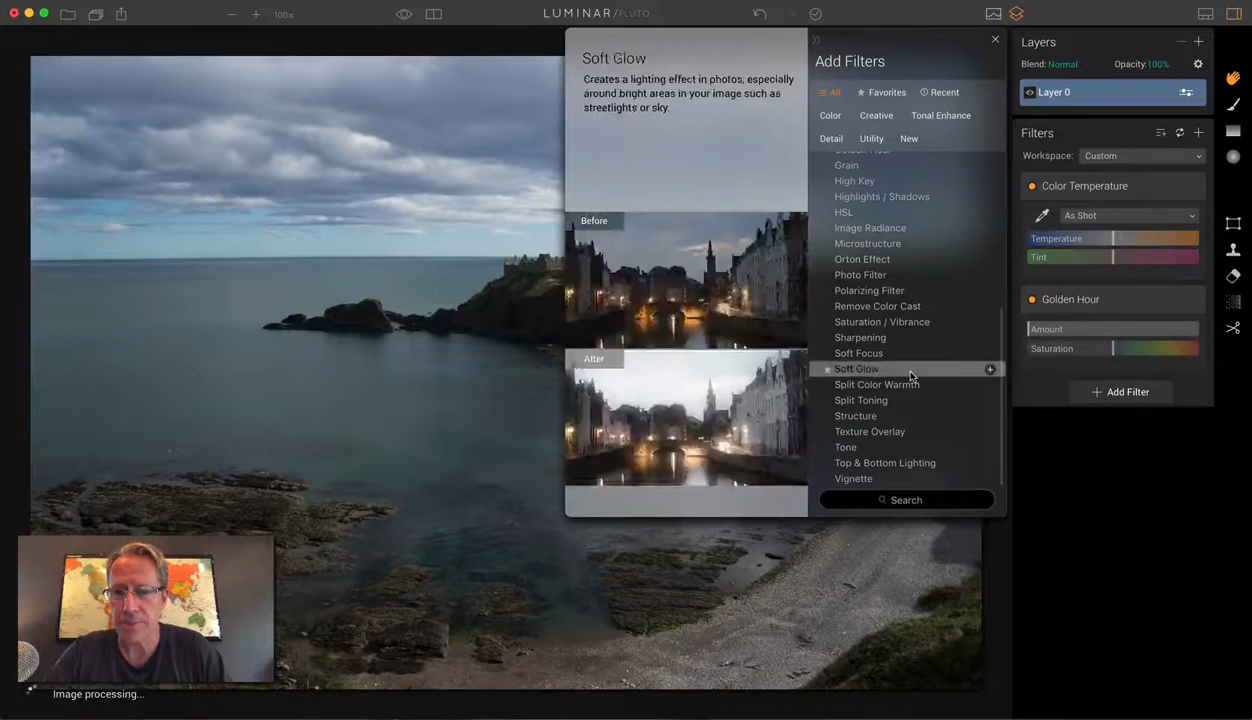 100%
LUMINAR/PLUTO
Soft Glow
Creates a lighting effect in photos, especially
around bright areas in your image such as
streetlights or sky.
Before
After
Add Filters
All
Favorites
Recent
Color
Creative
Tonal Enhance
Detail
Utility
New
Golden Hour
Grain
High Key
Highlights / Shadows
HSL
Image Radiance
Microstructure
Orton Effect
Photo Filter
Polarizing Filter
Remove Color Cast
Saturation / Vibrance
Sharpening
Soft Focus
Soft Glow
Split Color Warmth
Split Toning
Structure
Texture Overlay
Tone
Top & Bottom Lighting
Vignette
Search
Layers
Blend: Normal
Opacity: 100%
Layer 0
Filters
Workspace: Custom
Color Temperature
As Shot
Temperature
Tint
Golden Hour
Amount
Saturation
Add Filter
Image processing...